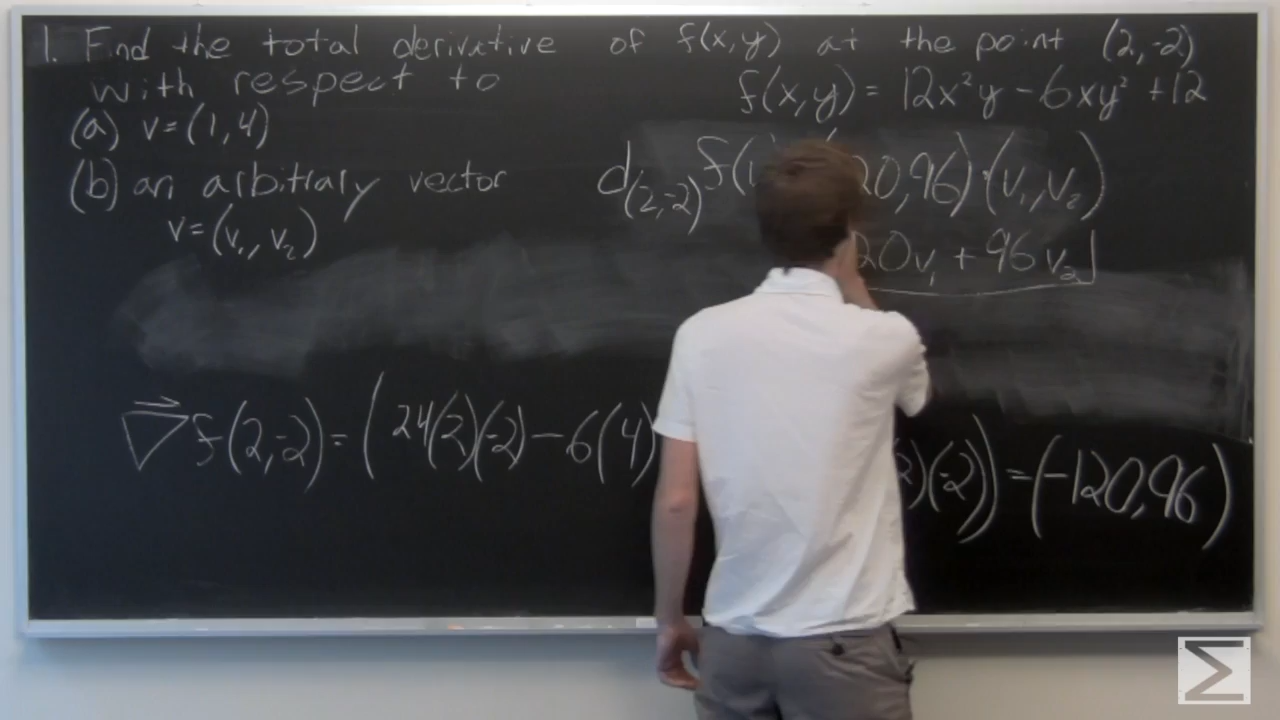 1. Find the total derivative of f(x,y) at the point (2,-2)
with respect to
f(x,y) = 12x²y - 6xy² + 12
(a) v=(1,4)
(b) an arbitrary vector
v=(v₁, v₂)
d₍₂,₋₂₎ f( 20,96)·(v₁,v₂)
20v₁ + 96v₂
∇⃗f(2,-2) = (24(2)(-2) - 6(4) )(-2)) = (-120,96)
Σ